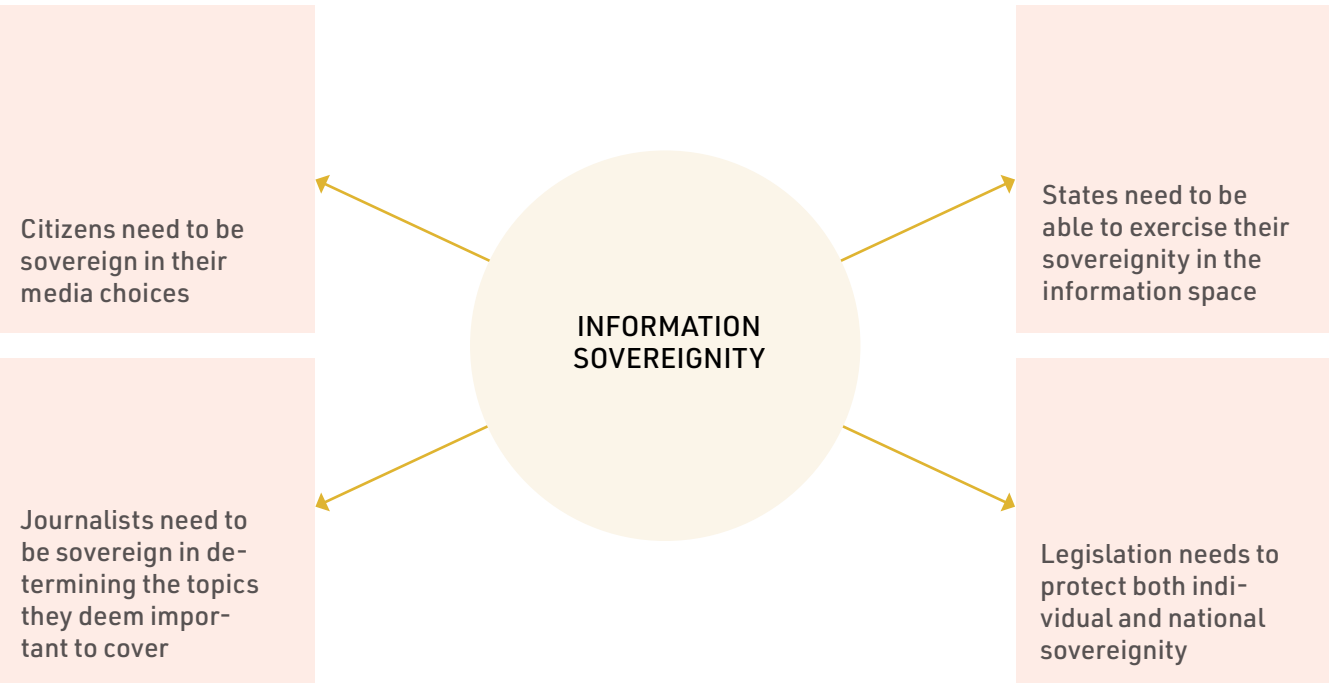 Citizens need to be
sovereign in their
media choices
States need to be
able to exercise their
sovereignity in the
information space
INFORMATION
SOVEREIGNITY
Journalists need to
be sovereign in de-
termining the topics
they deem impor-
tant to cover
Legislation needs to
protect both indi-
vidual and national
sovereignity